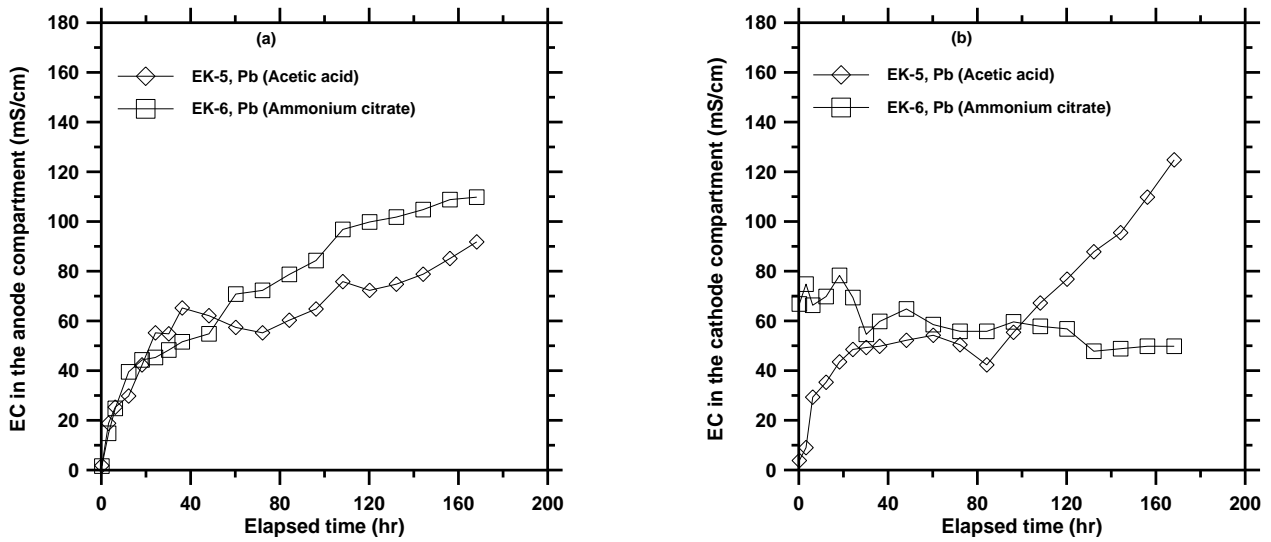 (a)
EK-5, Pb (Acetic acid)
EK-6, Pb (Ammonium citrate)
EC in the anode compartment (mS/cm)
180
160
140
120
100
80
60
40
20
0
0 40 80 120 160 200
Elapsed time (hr)
(b)
EK-5, Pb (Acetic acid)
EK-6, Pb (Ammonium citrate)
EC in the cathode compartment (mS/cm)
180
160
140
120
100
80
60
40
20
0
0 40 80 120 160 200
Elapsed time (hr)